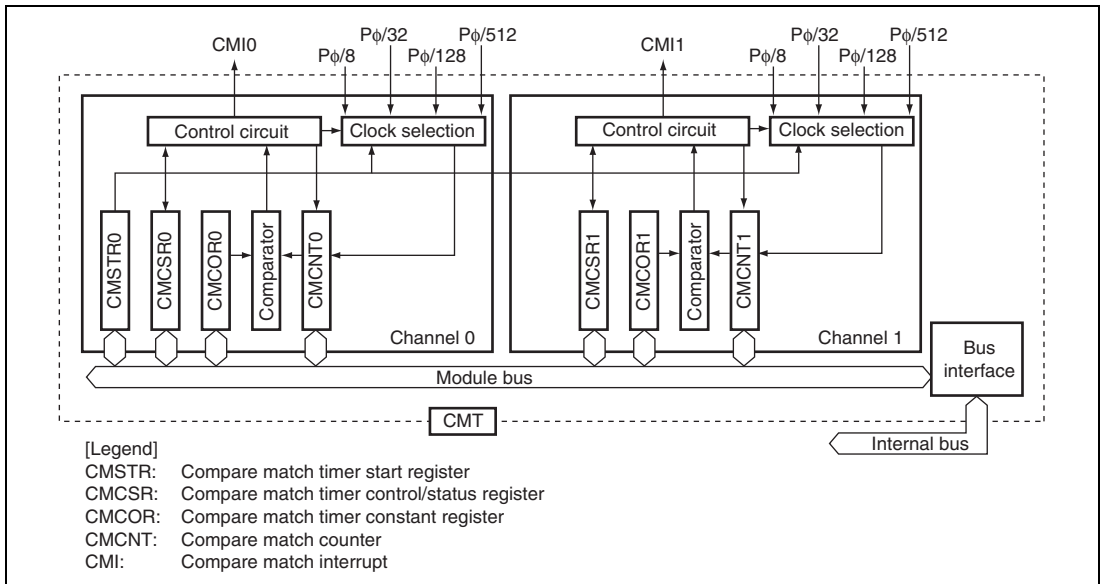 CMI0
Pφ/8
Pφ/32
Pφ/128
Pφ/512
CMI1
Pφ/8
Pφ/32
Pφ/128
Pφ/512
Control circuit
Clock selection
Control circuit
Clock selection
CMSTR0
CMCSR0
CMCOR0
Comparator
CMCNT0
CMCSR1
CMCOR1
Comparator
CMCNT1
Channel 0
Channel 1
Module bus
Bus
interface
CMT
Internal bus
[Legend]
CMSTR: Compare match timer start register
CMCSR: Compare match timer control/status register
CMCOR: Compare match timer constant register
CMCNT: Compare match counter
CMI: Compare match interrupt